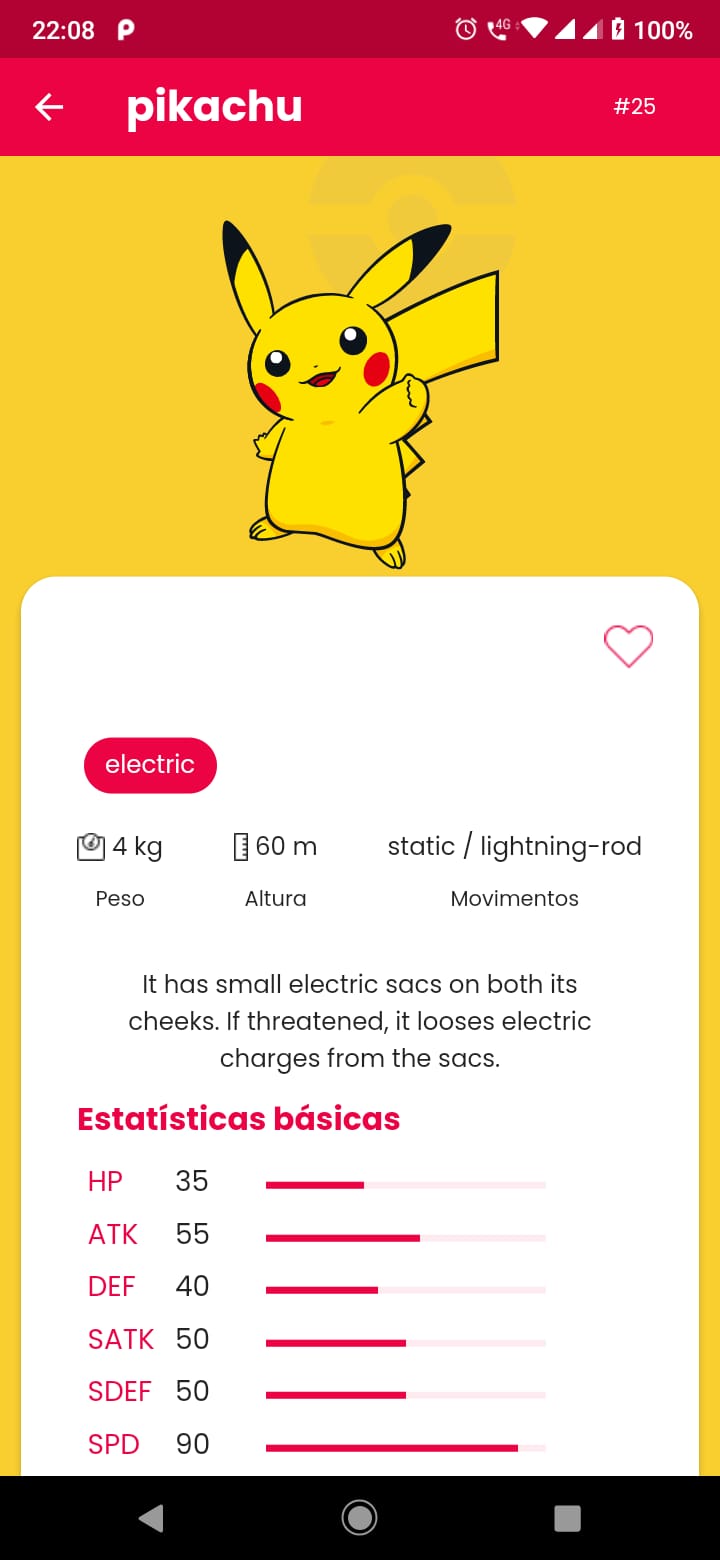 22:08 4G 100%
pikachu #25
electric
4 kg 60 m static / lightning-rod
Peso Altura Movimentos
It has small electric sacs on both its
cheeks. If threatened, it looses electric
charges from the sacs.
Estatísticas básicas
HP 35
ATK 55
DEF 40
SATK 50
SDEF 50
SPD 90